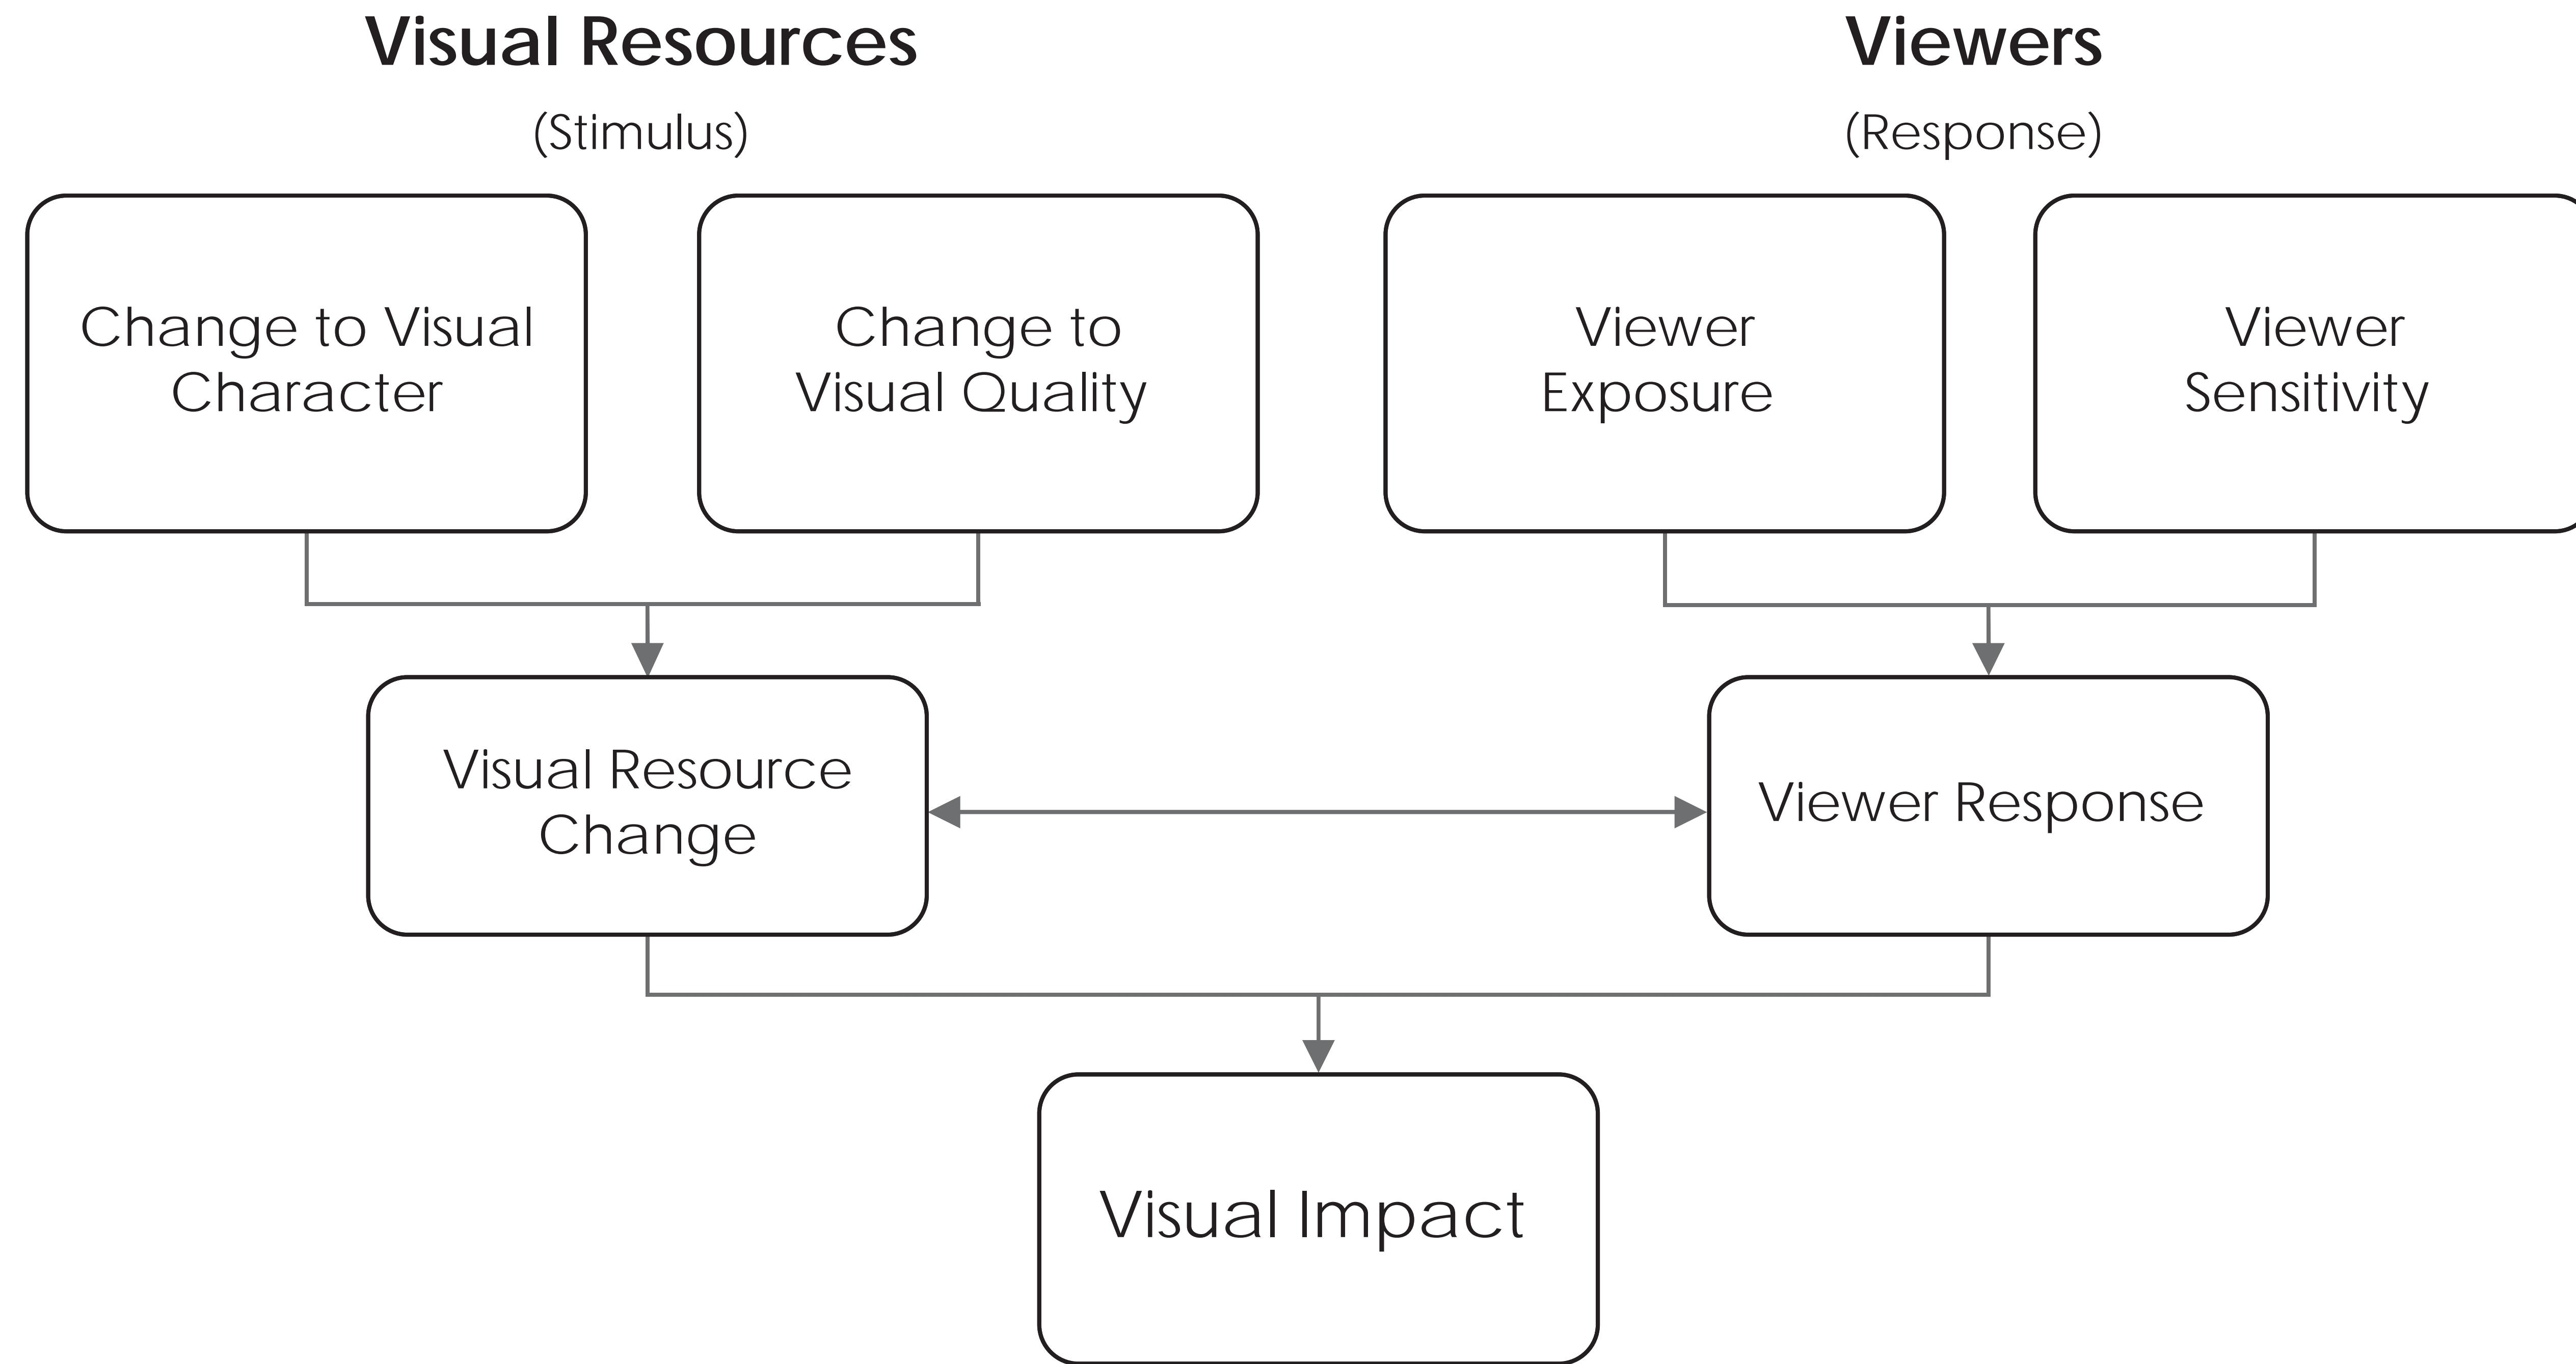 Visual Resources
(Stimulus)
Viewers
(Response)
Change to Visual
Character
Change to
Visual Quality
Viewer
Exposure
Viewer
Sensitivity
Visual Resource
Change
Viewer Response
Visual Impact